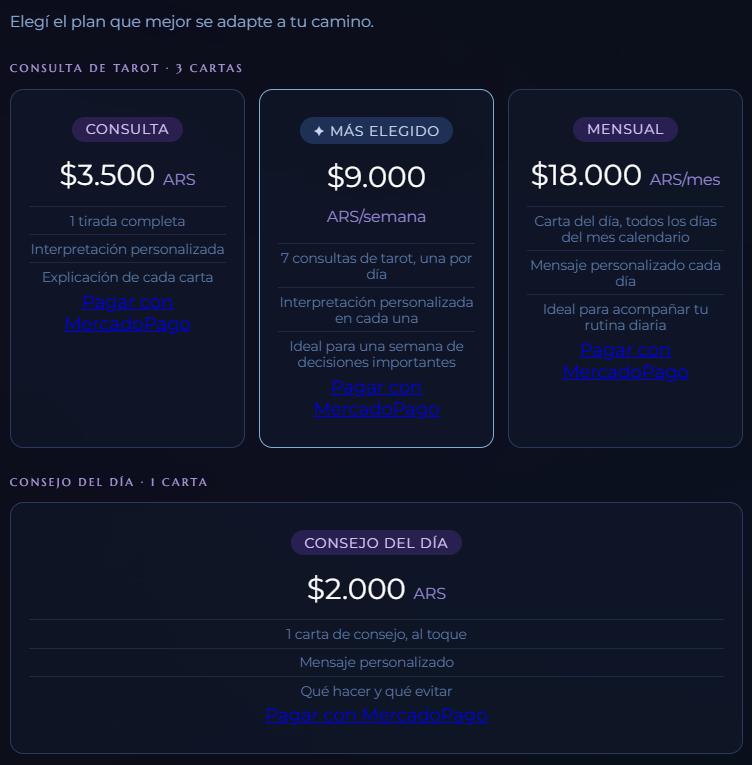 Elegí el plan que mejor se adapte a tu camino.
CONSULTA DE TAROT · 3 CARTAS
CONSULTA
$3.500 ARS
1 tirada completa
Interpretación personalizada
Explicación de cada carta
Pagar con
MercadoPago
✦ MÁS ELEGIDO
$9.000
ARS/semana
7 consultas de tarot, una por
día
Interpretación personalizada
en cada una
Ideal para una semana de
decisiones importantes
Pagar con
MercadoPago
MENSUAL
$18.000 ARS/mes
Carta del día, todos los días
del mes calendario
Mensaje personalizado cada
día
Ideal para acompañar tu
rutina diaria
Pagar con
MercadoPago
CONSEJO DEL DÍA · 1 CARTA
CONSEJO DEL DÍA
$2.000 ARS
1 carta de consejo, al toque
Mensaje personalizado
Qué hacer y qué evitar
Pagar con MercadoPago